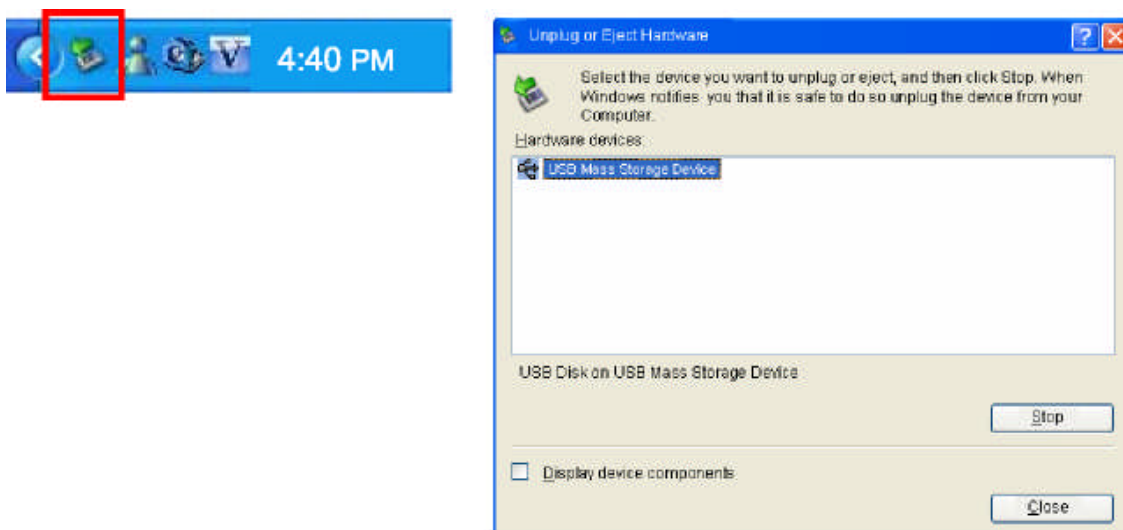 V
4:40 PM
Unplug or Eject Hardware
?
Select the device you want to unplug or eject, and then click Stop. When
Windows notifies you that it is safe to do so unplug the device from your
Computer.
Hardware devices:
USB Mass Storage Device
USB Disk on USB Mass Storage Device
Stop
Display device components
Close